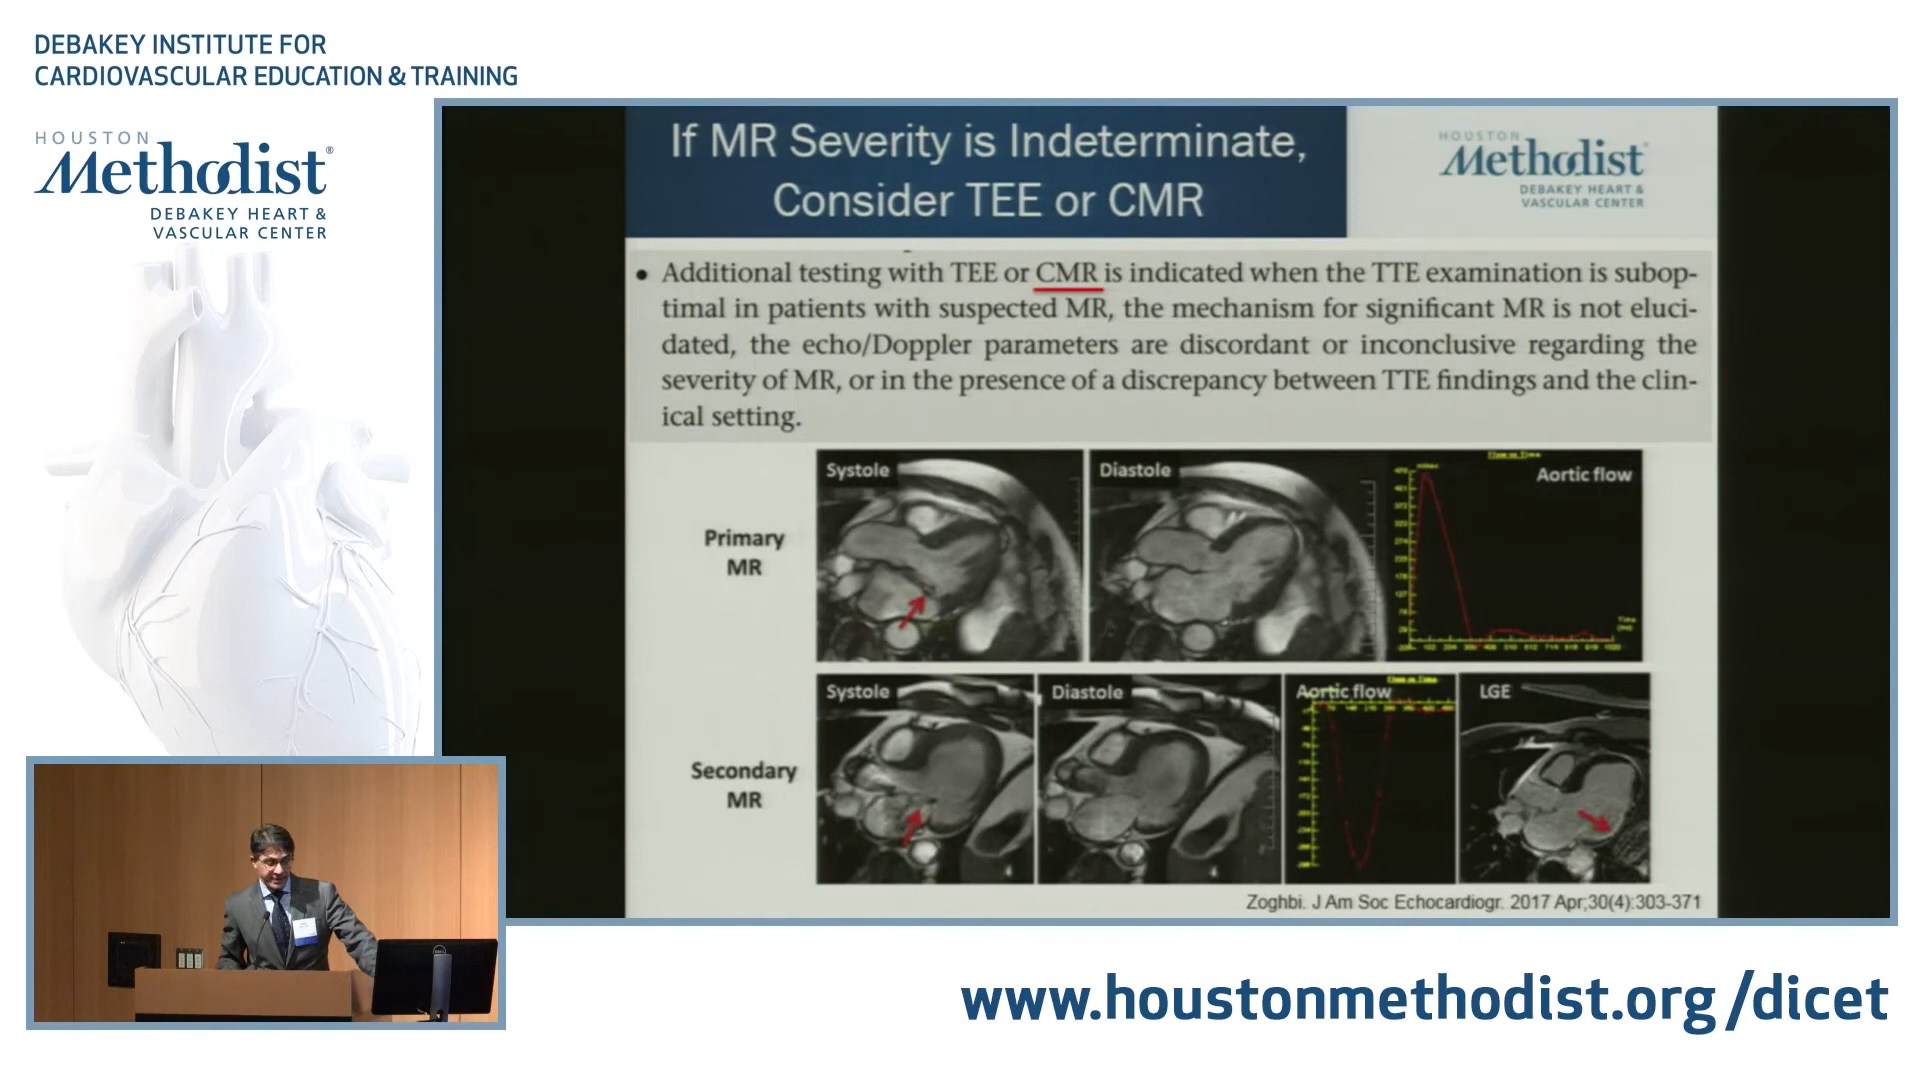 DEBAKEY INSTITUTE FOR
CARDIOVASCULAR EDUCATION & TRAINING
HOUSTON
Methodist®
DEBAKEY HEART &
VASCULAR CENTER
If MR Severity is Indeterminate,
Consider TEE or CMR
HOUSTON
Methodist
DEBAKEY HEART &
VASCULAR CENTER
• Additional testing with TEE or CMR is indicated when the TTE examination is subop-
timal in patients with suspected MR, the mechanism for significant MR is not eluci-
dated, the echo/Doppler parameters are discordant or inconclusive regarding the
severity of MR, or in the presence of a discrepancy between TTE findings and the clin-
ical setting.
Primary
MR
Systole
Diastole
Aortic flow
Secondary
MR
Systole
Diastole
Aortic flow
LGE
4
4
Zoghbi. J Am Soc Echocardiogr. 2017 Apr;30(4):303-371
www.houstonmethodist.org/dicet